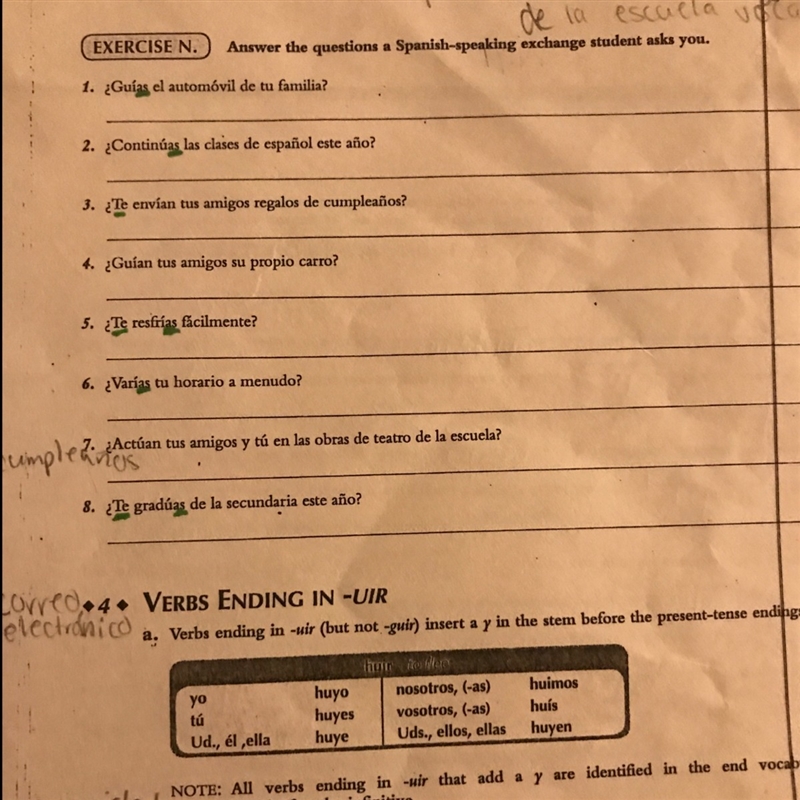 de la escuela
EXERCISE N. Answer the questions a Spanish-speaking exchange student asks you.
1. ¿Guías el automóvil de tu familia?
2. ¿Continúas las clases de español este año?
3. ¿Te envían tus amigos regalos de cumpleaños?
4. ¿Guían tus amigos su propio carro?
5. ¿Te resfrías fácilmente?
6. ¿Varías tu horario a menudo?
7. ¿Actúan tus amigos y tú en las obras de teatro de la escuela?
8. ¿Te gradúas de la secundaria este año?
electrónico
◆4◆ VERBS ENDING IN -UIR
a. Verbs ending in -uir (but not -guir) insert a y in the stem before the present-tense ending
huir
yo huyo nosotros, (-as) huimos
tú huyes vosotros, (-as) huís
Ud., él ,ella huye Uds., ellos, ellas huyen
NOTE: All verbs ending in -uir that add a y are identified in the end vocab